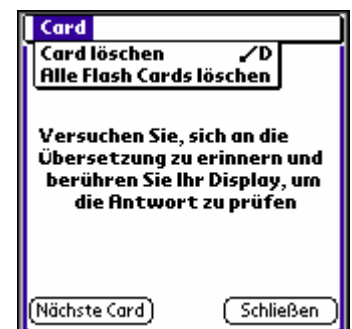 Card
Card löschen ⁄D
Alle Flash Cards löschen
Versuchen Sie, sich an die
Übersetzung zu erinnern und
berühren Sie Ihr Display, um
die Antwort zu prüfen
Nächste Card Schließen